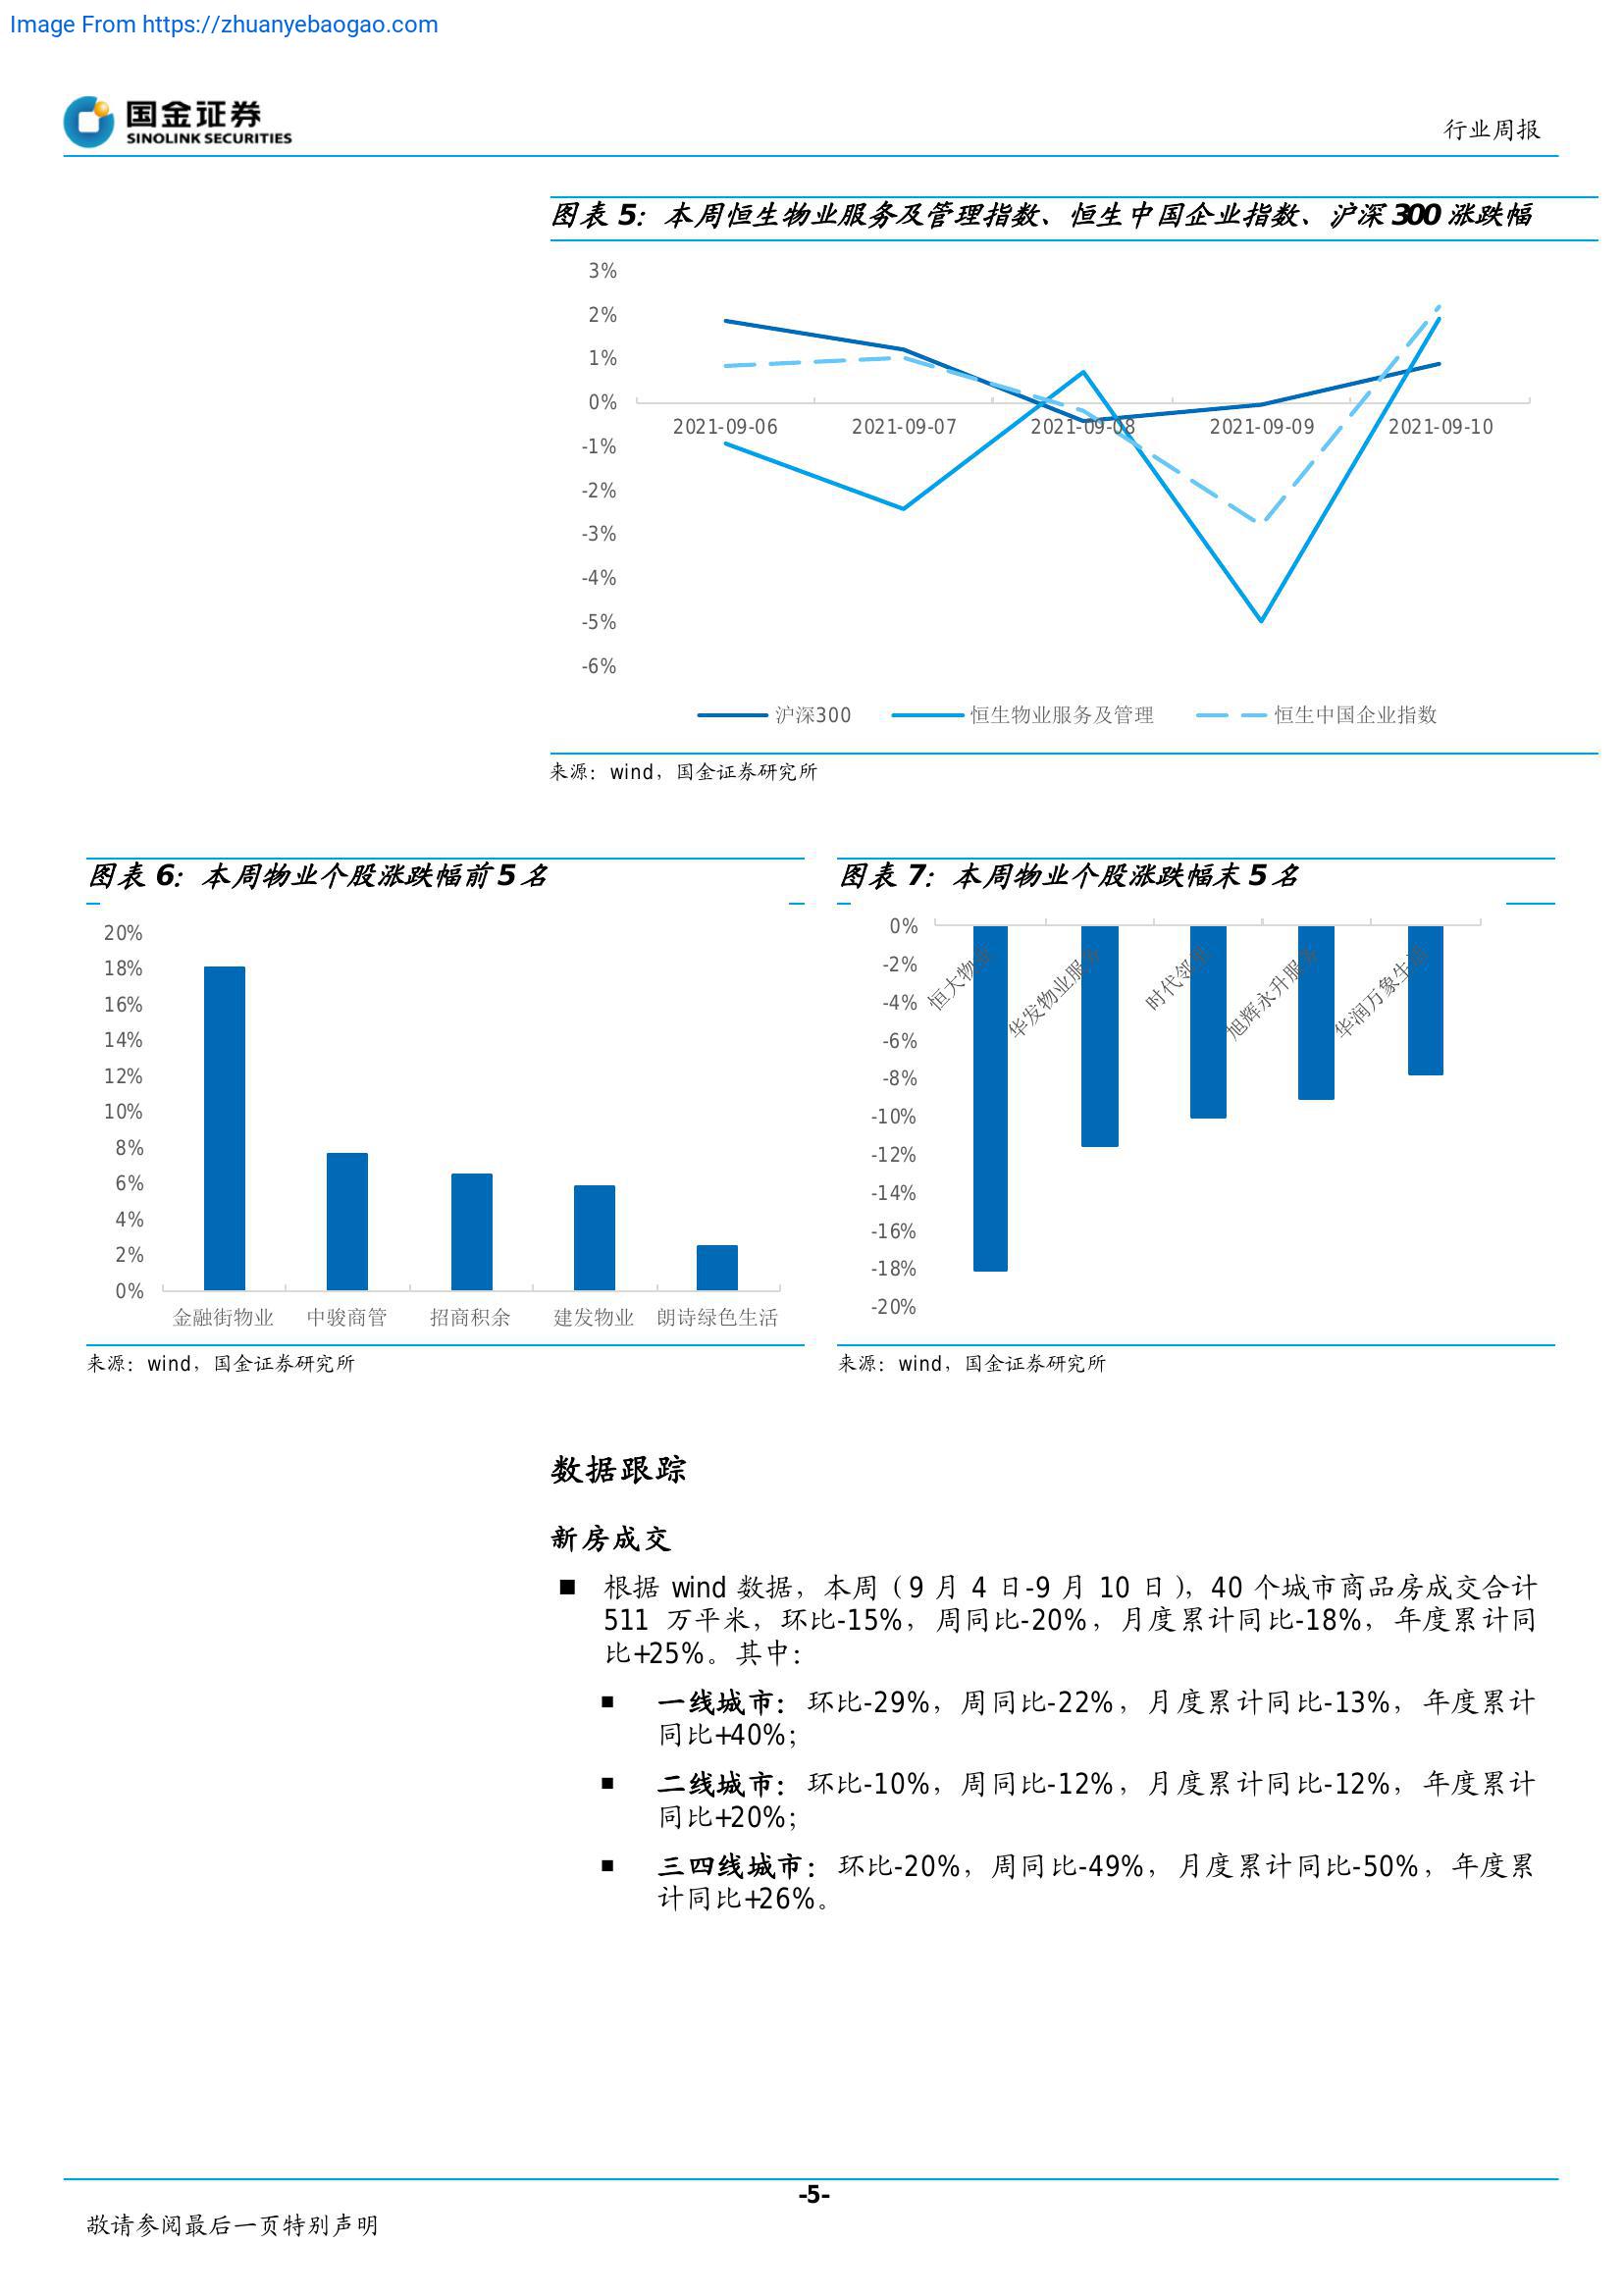 Image From https://zhuanyebaogao.com
国金证券
SINOLINK SECURITIES
行业周报
图表 5：本周恒生物业服务及管理指数、恒生中国企业指数、沪深 300 涨跌幅
3%
2%
1%
0%
-1%
-2%
-3%
-4%
-5%
-6%
2021-09-06 2021-09-07 2021-09-08 2021-09-09 2021-09-10
沪深300 恒生物业服务及管理 恒生中国企业指数
来源：wind，国金证券研究所
图表 6：本周物业个股涨跌幅前 5 名
20%
18%
16%
14%
12%
10%
8%
6%
4%
2%
0%
金融街物业 中骏商管 招商积余 建发物业 朗诗绿色生活
来源：wind，国金证券研究所
图表 7：本周物业个股涨跌幅末 5 名
0%
-2%
-4%
-6%
-8%
-10%
-12%
-14%
-16%
-18%
-20%
恒大物业 华发物业服务 时代邻里 旭辉永升服务 华润万象生活
来源：wind，国金证券研究所
数据跟踪
新房成交
■ 根据 wind 数据，本周（9 月 4 日-9 月 10 日），40 个城市商品房成交合计
511 万平米，环比-15%，周同比-20%，月度累计同比-18%，年度累计同
比+25%。其中：
■ 一线城市：环比-29%，周同比-22%，月度累计同比-13%，年度累计
同比+40%；
■ 二线城市：环比-10%，周同比-12%，月度累计同比-12%，年度累计
同比+20%；
■ 三四线城市：环比-20%，周同比-49%，月度累计同比-50%，年度累
计同比+26%。
-5-
敬请参阅最后一页特别声明